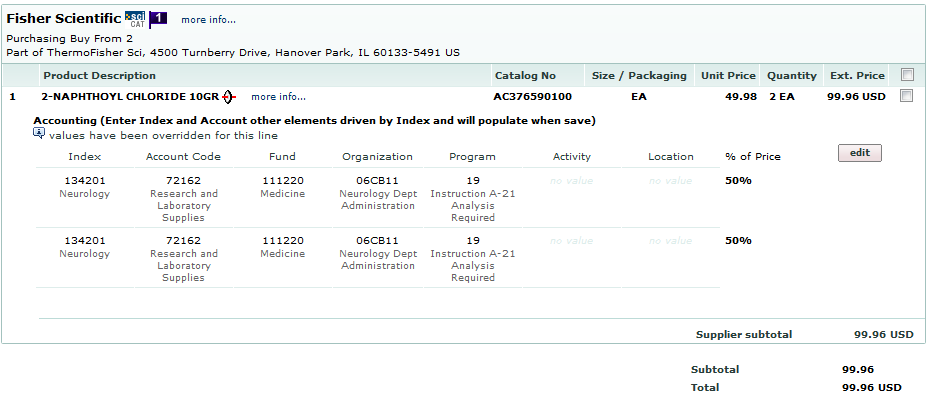 Fisher Scientific sci CAT 1 more info...
Purchasing Buy From 2
Part of ThermoFisher Sci, 4500 Turnberry Drive, Hanover Park, IL 60133-5491 US
Product Description Catalog No Size / Packaging Unit Price Quantity Ext. Price
1 2-NAPHTHOYL CHLORIDE 10GR more info... AC376590100 EA 49.98 2 EA 99.96 USD
Accounting (Enter Index and Account other elements driven by Index and will populate when save)
values have been overridden for this line
edit
Index Account Code Fund Organization Program Activity Location % of Price
134201 72162 111220 06CB11 19 no value no value 50%
Neurology Research and Medicine Neurology Dept Instruction A-21
Laboratory Administration Analysis
Supplies Required
134201 72162 111220 06CB11 19 no value no value 50%
Neurology Research and Medicine Neurology Dept Instruction A-21
Laboratory Administration Analysis
Supplies Required
Supplier subtotal 99.96 USD
Subtotal 99.96
Total 99.96 USD